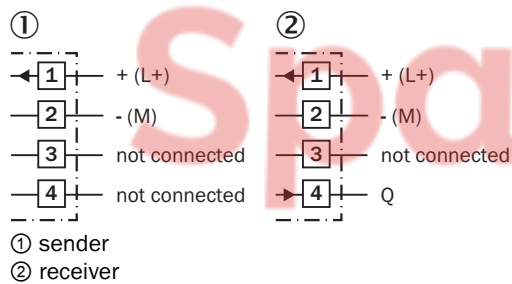 ① ②
1 + (L+) 1 + (L+)
2 - (M) 2 - (M)
3 not connected 3 not connected
4 not connected 4 Q
① sender
② receiver
Spa